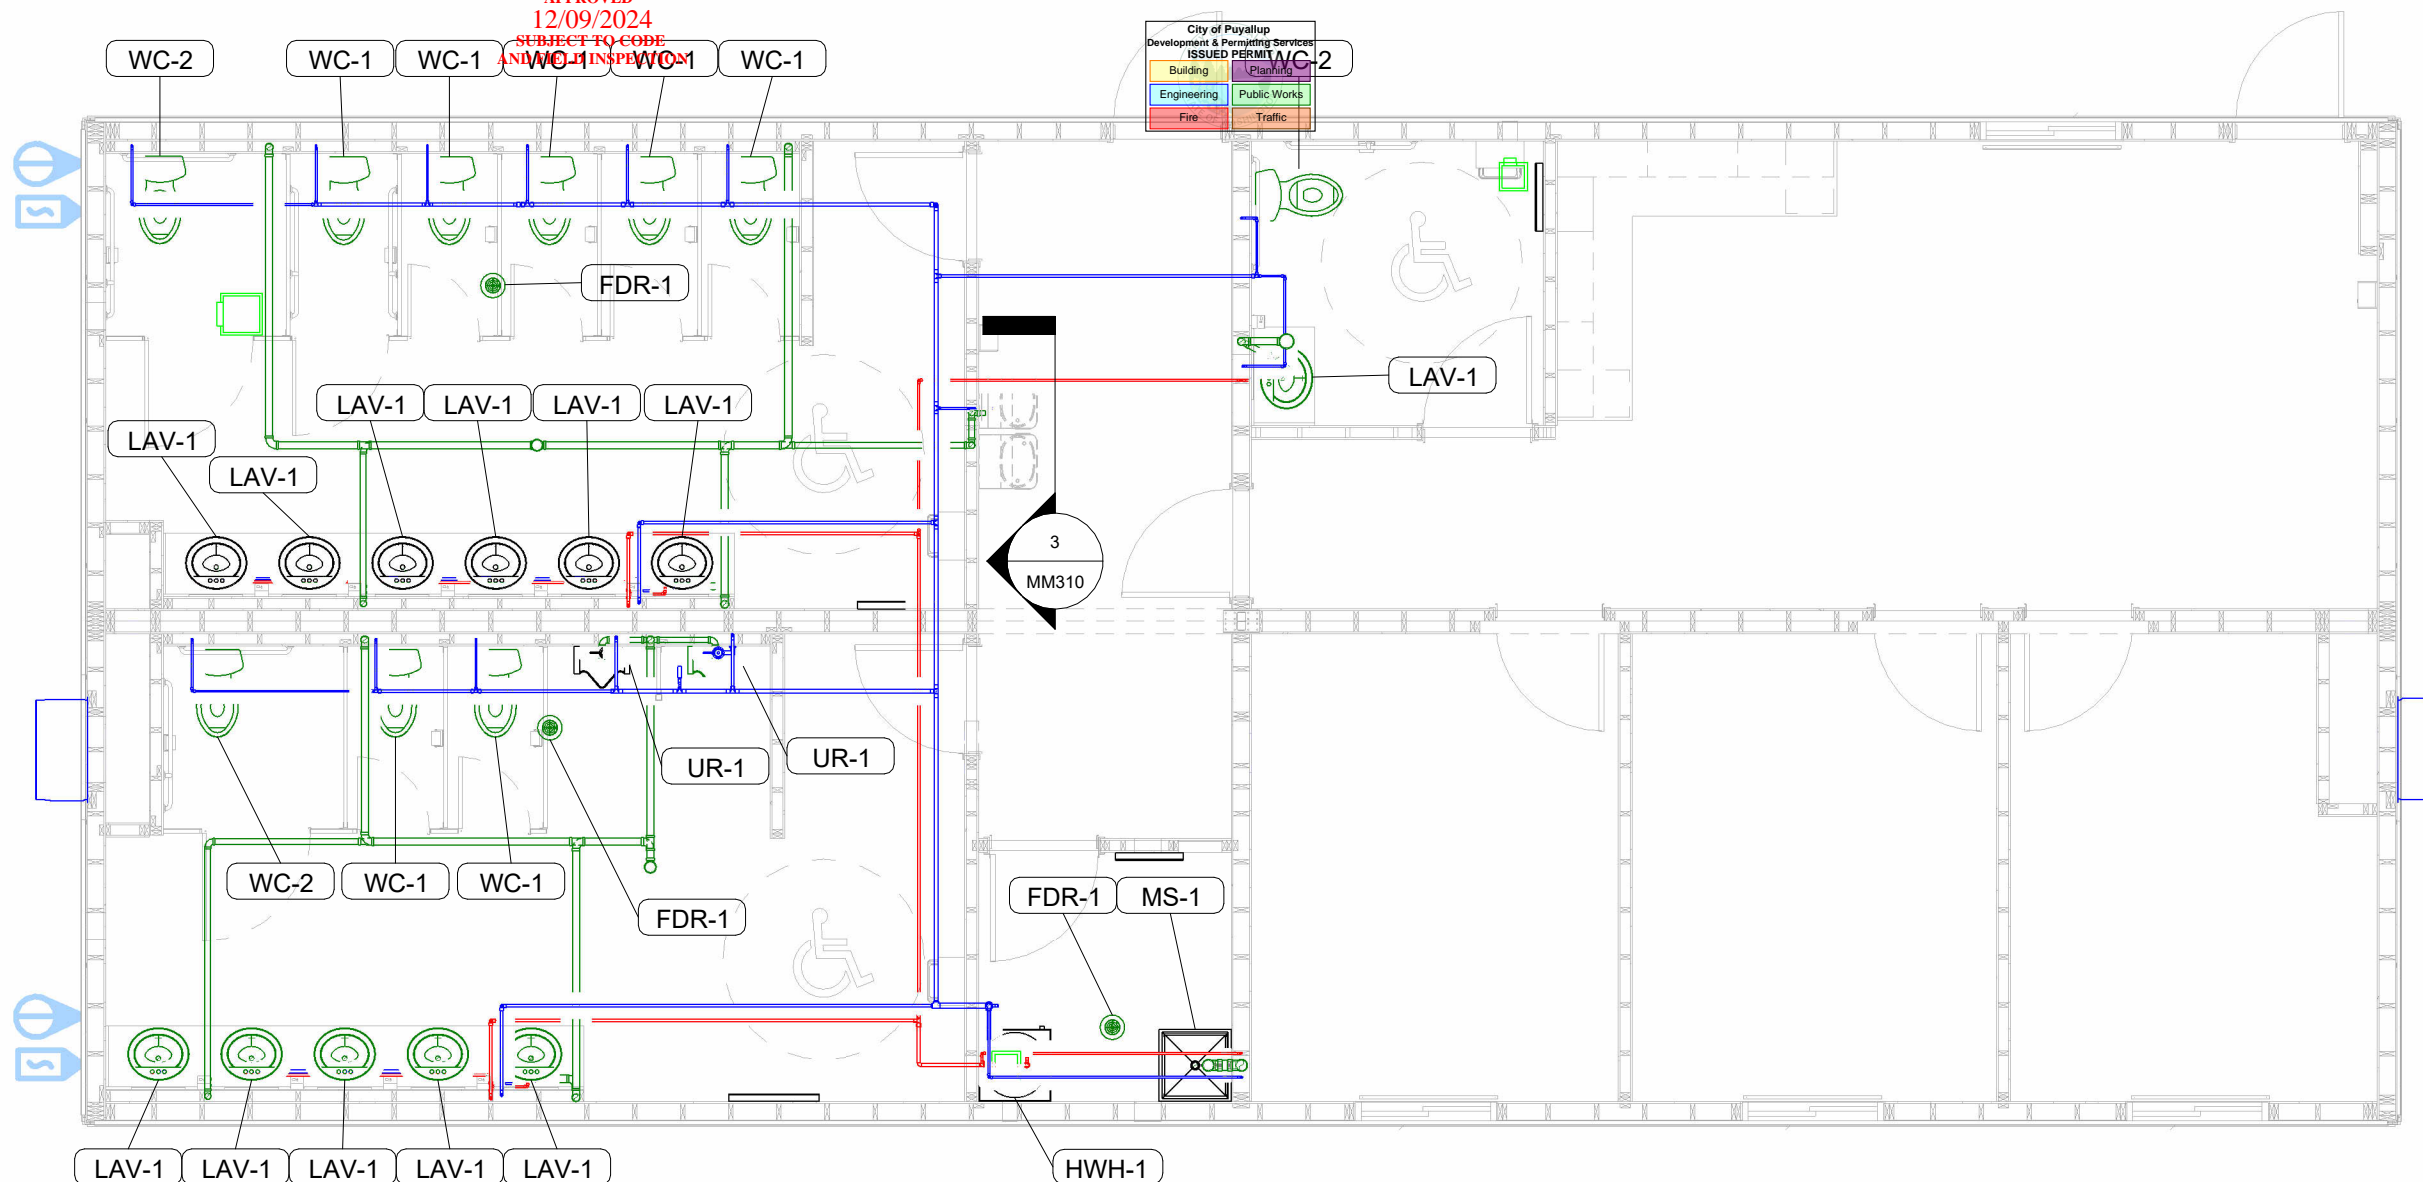 APPROVED
12/09/2024
SUBJECT TO CODE
AND FIELD INSPECTION
City of Puyallup
Development & Permitting Services
ISSUED PERMIT
Building
Planning
Engineering
Public Works
Fire
Traffic
WC-2
WC-1
WC-1
WC-1
WC-1
WC-1
WC-2
FDR-1
LAV-1
LAV-1
LAV-1
LAV-1
LAV-1
LAV-1
LAV-1
3
MM310
UR-1
UR-1
WC-2
WC-1
WC-1
FDR-1
FDR-1
MS-1
LAV-1
LAV-1
LAV-1
LAV-1
LAV-1
HWH-1